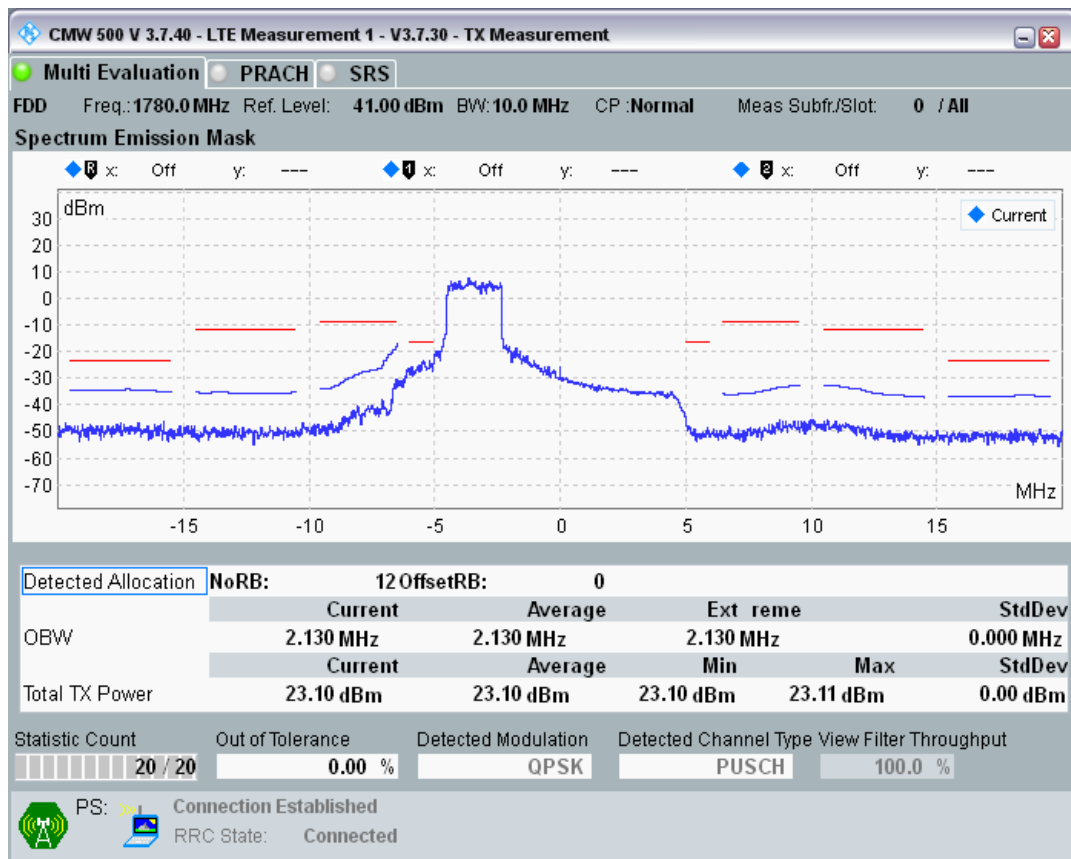 CMW 500 V 3.7.40 - LTE Measurement 1 - V3.7.30 - TX Measurement
Multi Evaluation PRACH SRS
FDD Freq.: 1780.0 MHz Ref. Level: 41.00 dBm BW: 10.0 MHz CP :Normal Meas Subfr./Slot: 0 / All
Spectrum Emission Mask
R x: Off y: --- 1 x: Off y: --- 2 x: Off y: ---
dBm
Current
30
20
10
0
-10
-20
-30
-40
-50
-60
-70
MHz
-15 -10 -5 0 5 10 15
Detected Allocation NoRB: 12 OffsetRB: 0
Current Average Ext reme StdDev
OBW 2.130 MHz 2.130 MHz 2.130 MHz 0.000 MHz
Current Average Min Max StdDev
Total TX Power 23.10 dBm 23.10 dBm 23.10 dBm 23.11 dBm 0.00 dBm
Statistic Count Out of Tolerance Detected Modulation Detected Channel Type View Filter Throughput
20 / 20 0.00 % QPSK PUSCH 100.0 %
PS: Connection Established
RRC State: Connected